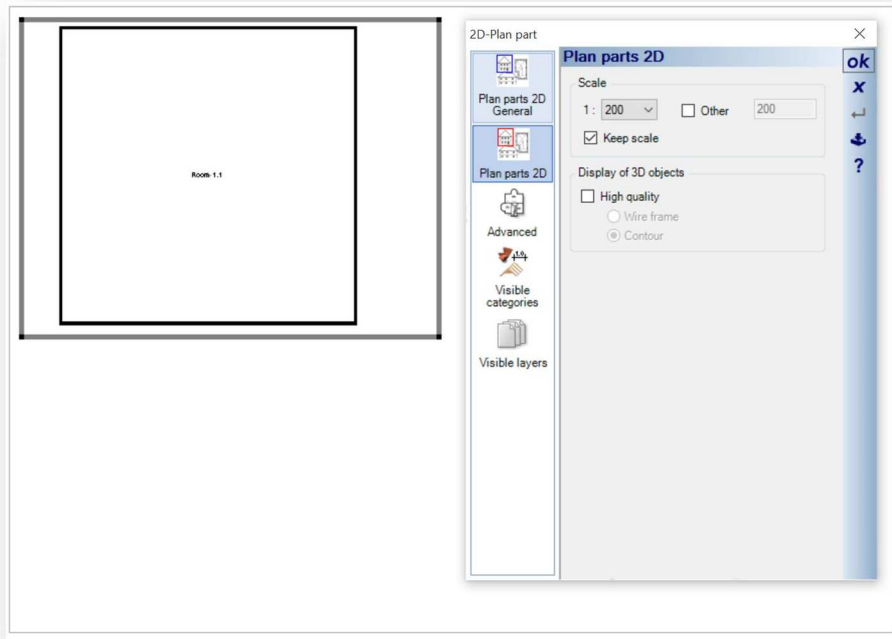 Room- 1.1
2D-Plan part
Plan parts 2D
General
Plan parts 2D
Advanced
Visible
categories
Visible layers
Plan parts 2D
Scale
1 : 200 Other 200
Keep scale
Display of 3D objects
High quality
Wire frame
Contour
ok
x
?